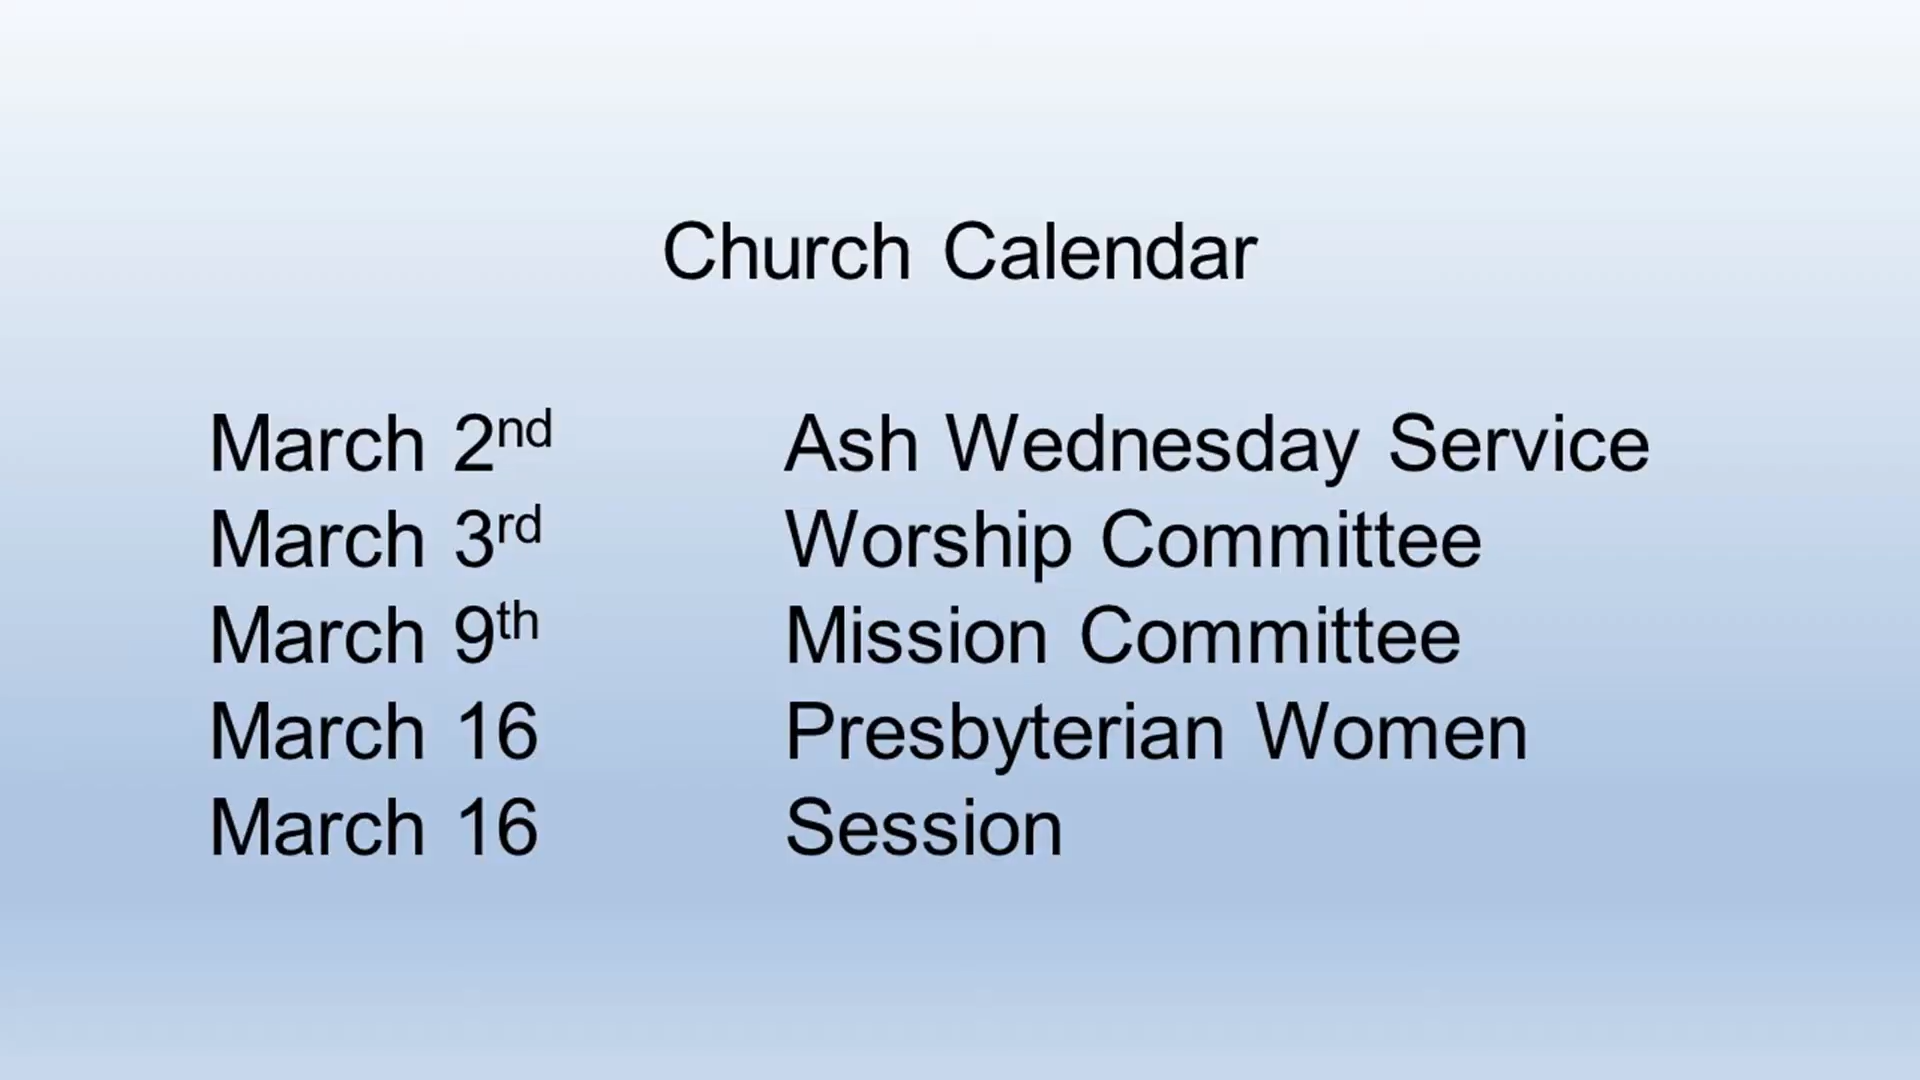 Church Calendar
March 2nd Ash Wednesday Service
March 3rd Worship Committee
March 9th Mission Committee
March 16 Presbyterian Women
March 16 Session